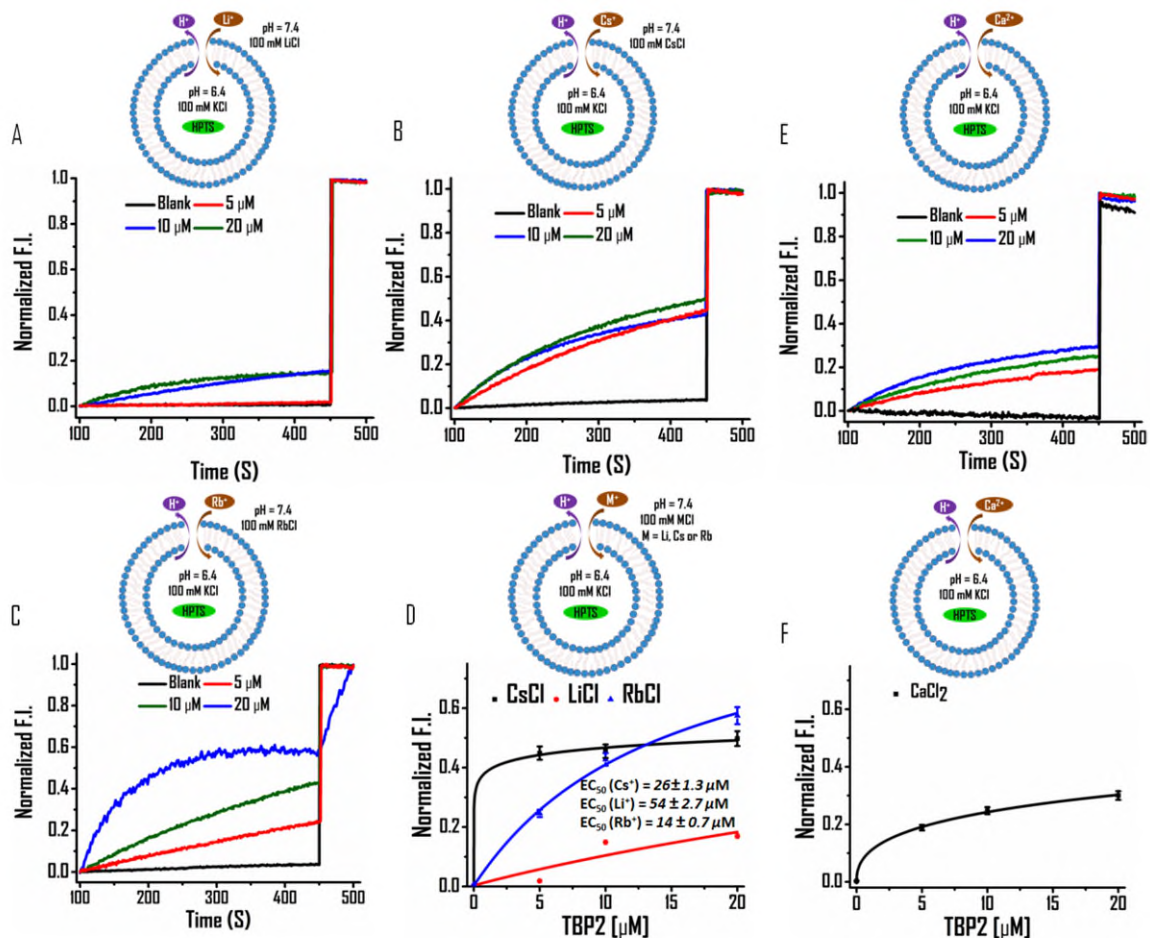 H⁺ Li⁺
pH = 7.4
100 mM LiCl
pH = 6.4
100 mM KCl
HPTS
A
Normalized F.I.
1.0
0.8
0.6
0.4
0.2
0.0
Blank 5 µM
10 µM 20 µM
100 200 300 400 500
Time (S)
H⁺ Cs⁺
pH = 7.4
100 mM CsCl
pH = 6.4
100 mM KCl
HPTS
B
Normalized F.I.
1.0
0.8
0.6
0.4
0.2
0.0
Blank 5 µM
10 µM 20 µM
100 200 300 400 500
Time (S)
H⁺ Ca²⁺
pH = 6.4
100 mM KCl
HPTS
E
Normalized F.I.
1.0
0.8
0.6
0.4
0.2
0.0
Blank 5 µM
10 µM 20 µM
100 200 300 400 500
Time (S)
H⁺ Rb⁺
pH = 7.4
100 mM RbCl
pH = 6.4
100 mM KCl
HPTS
C
Normalized F.I.
1.0
0.8
0.6
0.4
0.2
0.0
Blank 5 µM
10 µM 20 µM
100 200 300 400 500
Time (S)
H⁺ M⁺
pH = 7.4
100 mM MCl
M = Li, Cs or Rb
pH = 6.4
100 mM KCl
HPTS
D
Normalized F.I.
1.0
0.8
0.6
0.4
0.2
0.0
CsCl LiCl RbCl
EC₅₀ (Cs⁺) = 26± 1.3 µM
EC₅₀ (Li⁺) = 54 ± 2.7 µM
EC₅₀ (Rb⁺) = 14 ± 0.7 µM
0 5 10 15 20
TBP2 [µM]
H⁺ Ca²⁺
pH = 6.4
100 mM KCl
HPTS
F
Normalized F.I.
1.0
0.8
0.6
0.4
0.2
0.0
CaCl₂
0 5 10 15 20
TBP2 [µM]